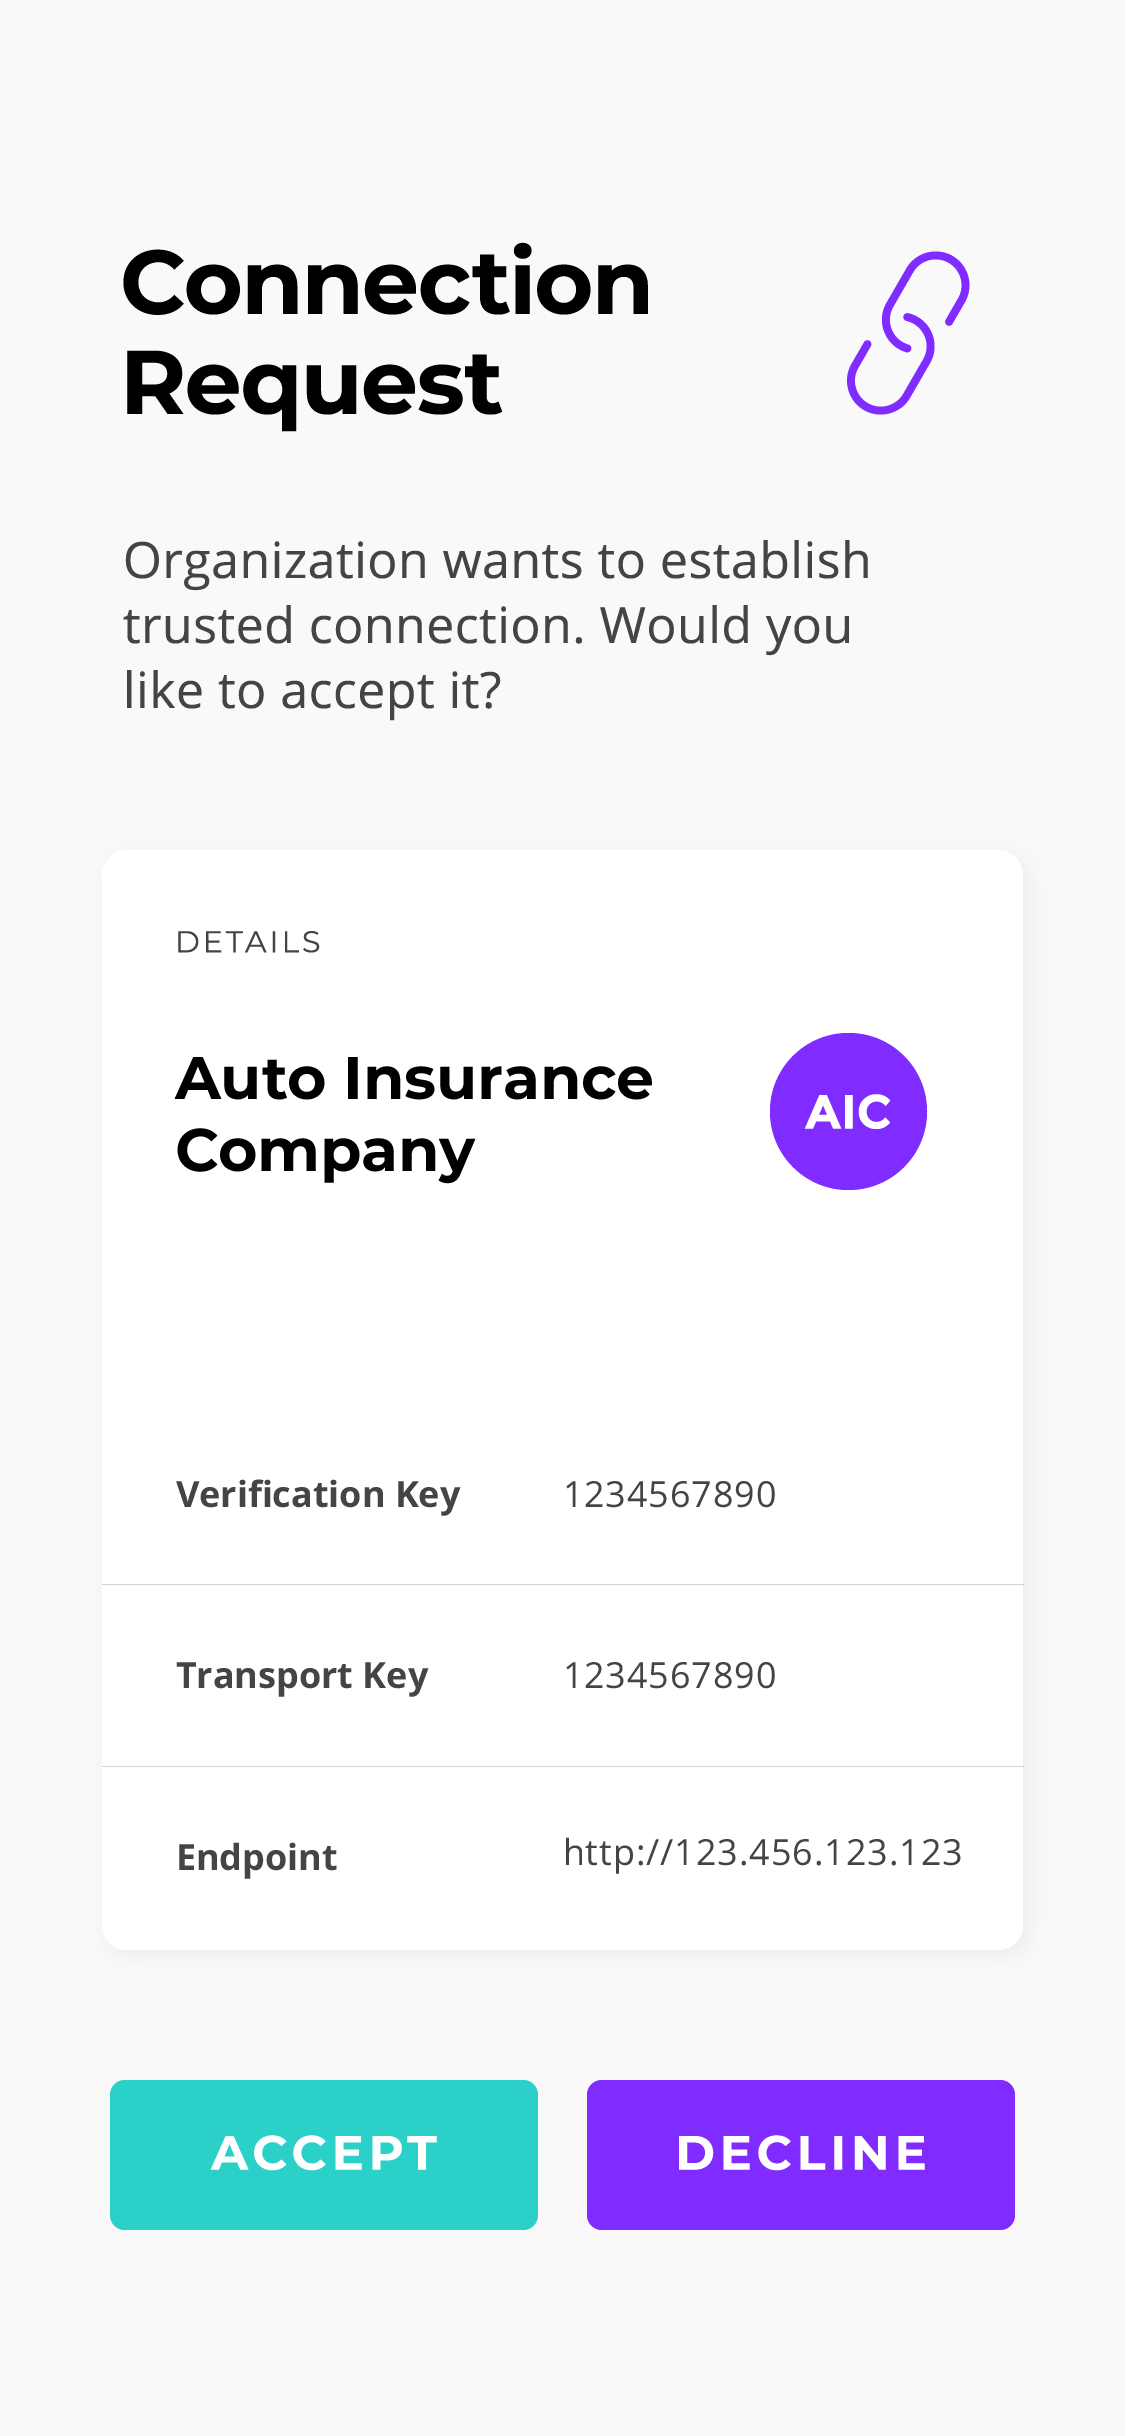 Connection
Request
Organization wants to establish
trusted connection. Would you
like to accept it?
DETAILS
Auto Insurance
Company
AIC
Verification Key 1234567890
Transport Key 1234567890
Endpoint http://123.456.123.123
ACCEPT DECLINE